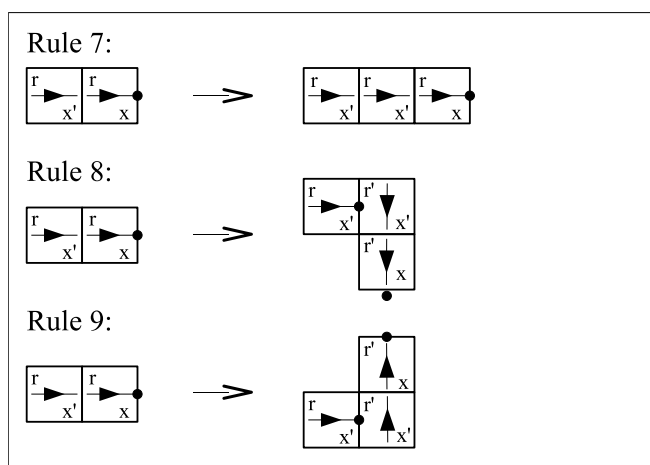 Rule 7:
r r r r r
x' x x' x' x
Rule 8:
r r r r'
x' x x' x'
r'
x
Rule 9:
r'
x
r r r r'
x' x x' x'